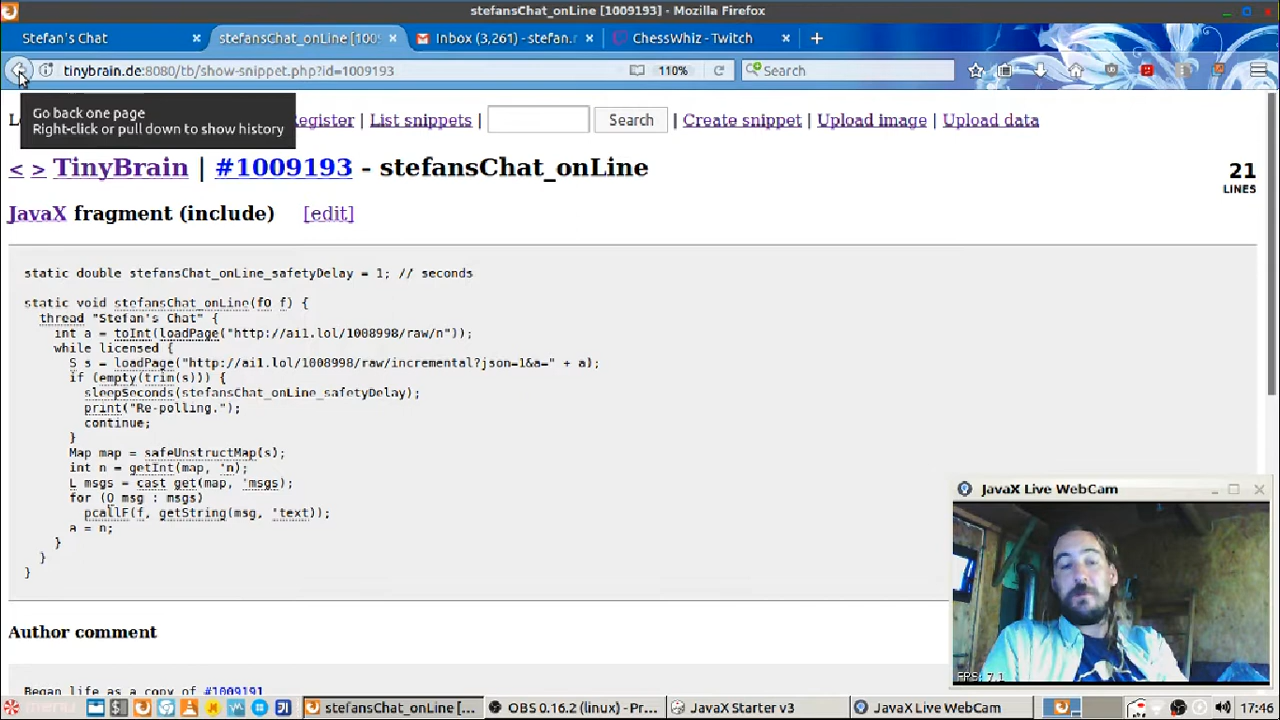 stefansChat_onLine [1009193] - Mozilla Firefox
Stefan's Chat
stefansChat_onLine [1009
Inbox (3,261) - stefan.r
ChessWhiz - Twitch
tinybrain.de:8080/tb/show-snippet.php?id=1009193
110%
Search
Go back one page
Right-click or pull down to show history
Register | List snippets | Search | Create snippet | Upload image | Upload data
< > TinyBrain | #1009193 - stefansChat_onLine
21
LINES
JavaX fragment (include) [edit]
static double stefansChat_onLine_safetyDelay = 1; // seconds
static void stefansChat_onLine(fO f) {
thread "Stefan's Chat" {
int a = toInt(loadPage("http://ai1.lol/1008998/raw/n"));
while licensed {
S s = loadPage("http://ai1.lol/1008998/raw/incremental?json=1&a=" + a);
if (empty(trim(s))) {
sleepSeconds(stefansChat_onLine_safetyDelay);
print("Re-polling.");
continue;
}
Map map = safeUnstructMap(s);
int n = getInt(map, 'n);
L msgs = cast get(map, 'msgs);
for (O msg : msgs)
pcallF(f, getString(msg, 'text));
a = n;
}
}
}
Author comment
Began life as a copy of #1009191
JavaX Live WebCam
FPS: 7.1
menu
stefansChat_onLine [...
OBS 0.16.2 (linux) - Pr...
JavaX Starter v3
JavaX Live WebCam
17:46